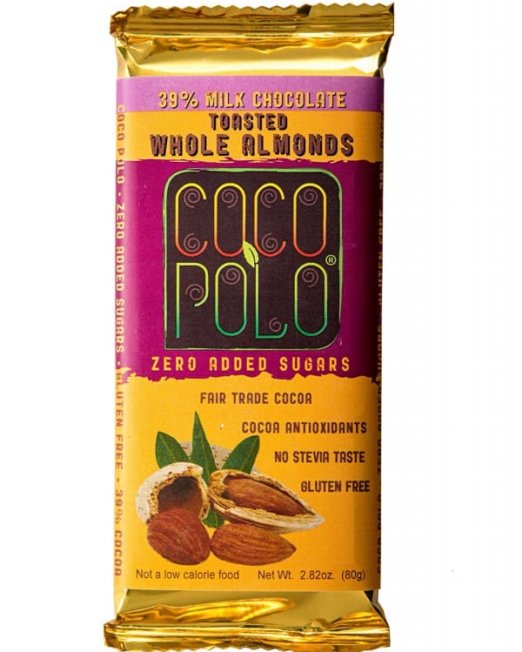 39% MILK CHOCOLATE
TOASTED
WHOLE ALMONDS
COCO
POLO®
ZERO ADDED SUGARS
FAIR TRADE COCOA
COCOA ANTIOXIDANTS
NO STEVIA TASTE
GLUTEN FREE
Not a low calorie food Net Wt. 2.82oz. (80g)
COCO POLO • ZERO ADDED SUGARS • GLUTEN FREE • 39% COCOA